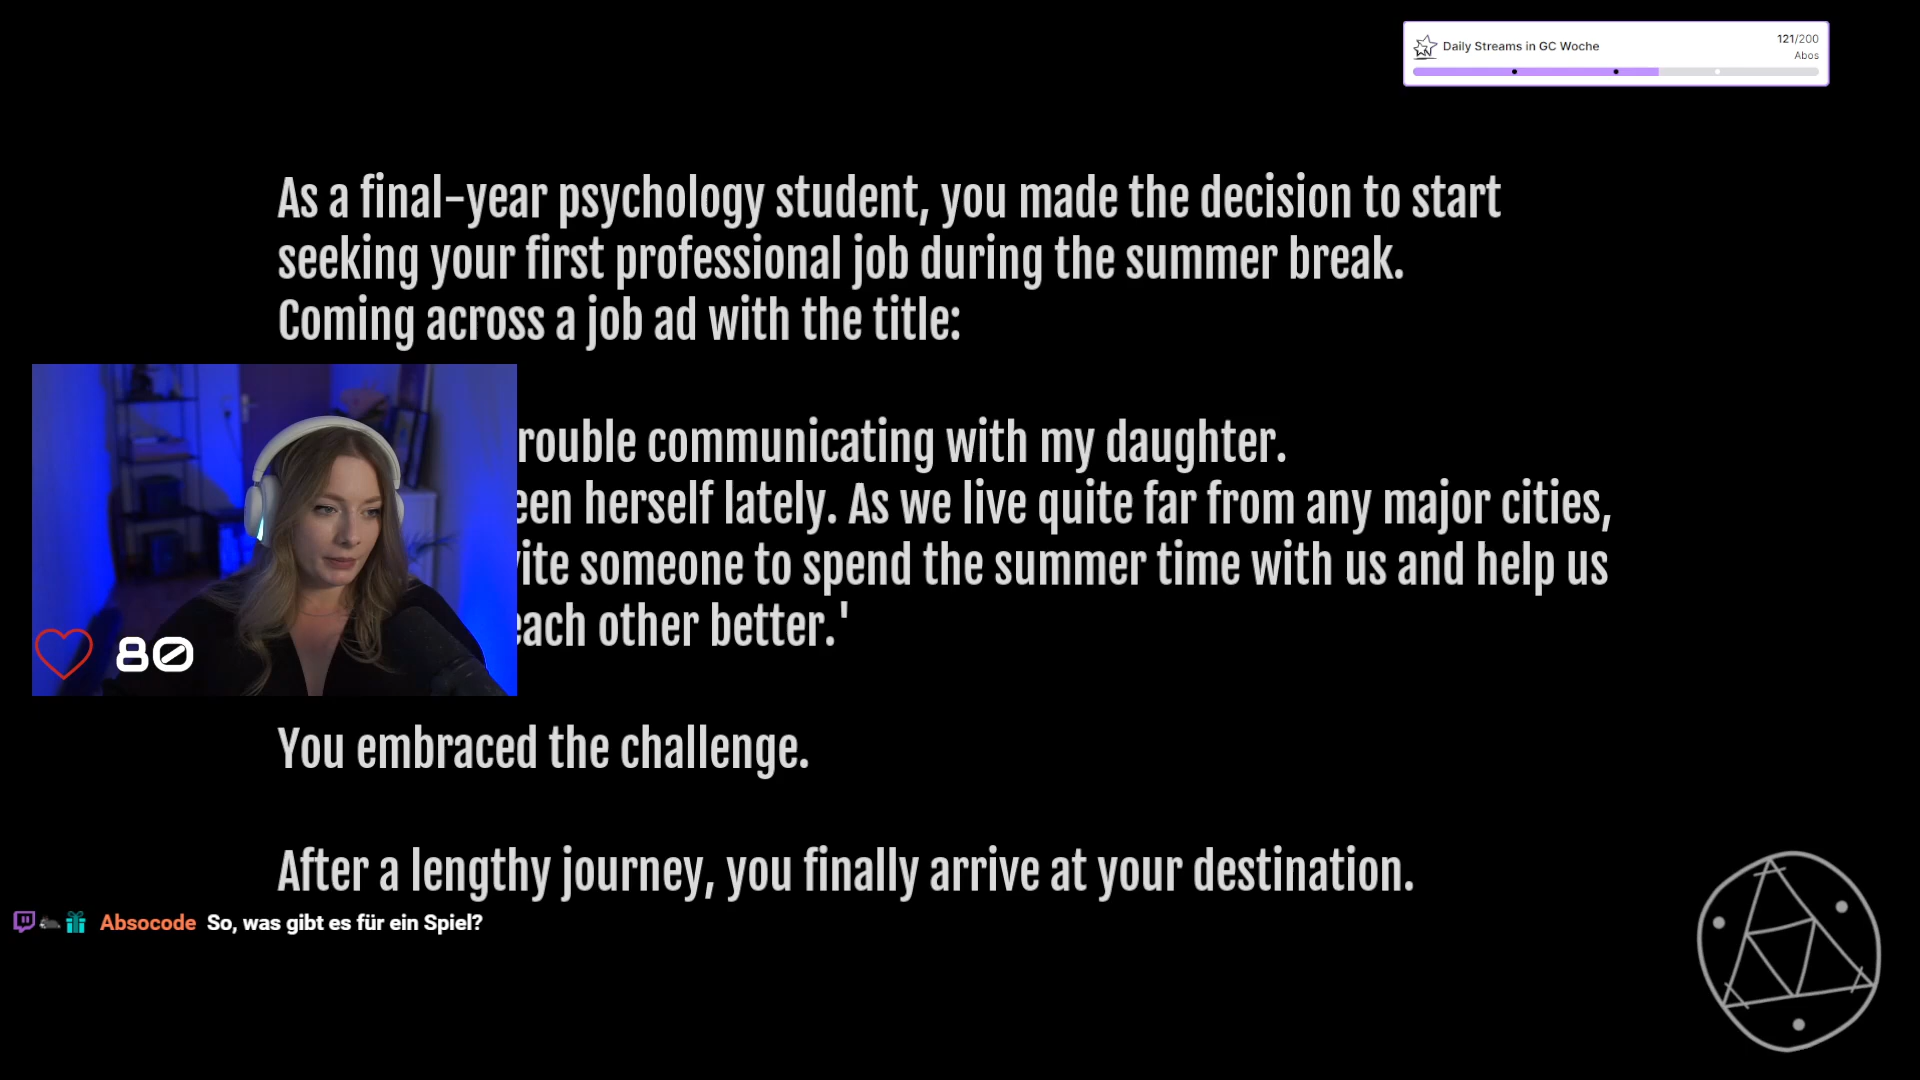 Daily Streams in GC Woche
121/200
Abos
As a final-year psychology student, you made the decision to start
seeking your first professional job during the summer break.
Coming across a job ad with the title:
rouble communicating with my daughter.
een herself lately. As we live quite far from any major cities,
vite someone to spend the summer time with us and help us
each other better.'
80
You embraced the challenge.
After a lengthy journey, you finally arrive at your destination.
Absocode So, was gibt es für ein Spiel?